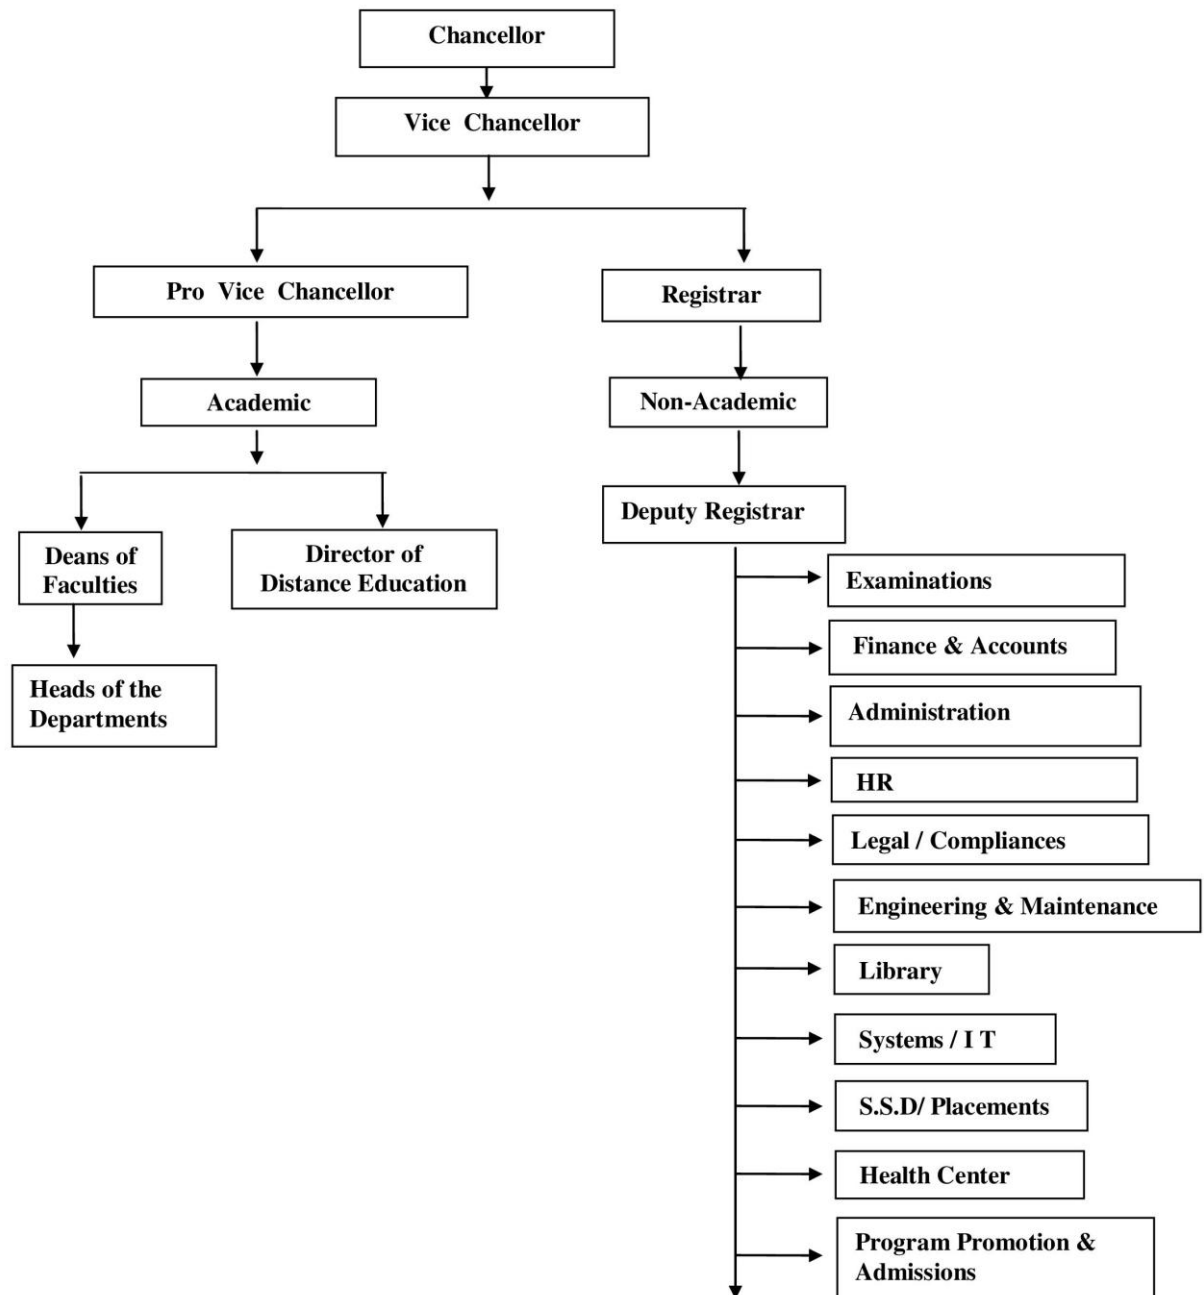 Chancellor
Vice Chancellor
Pro Vice Chancellor
Registrar
Academic
Non-Academic
Deputy Registrar
Deans of
Faculties
Director of
Distance Education
Heads of the
Departments
Examinations
Finance & Accounts
Administration
HR
Legal / Compliances
Engineering & Maintenance
Library
Systems / I T
S.S.D/ Placements
Health Center
Program Promotion &
Admissions